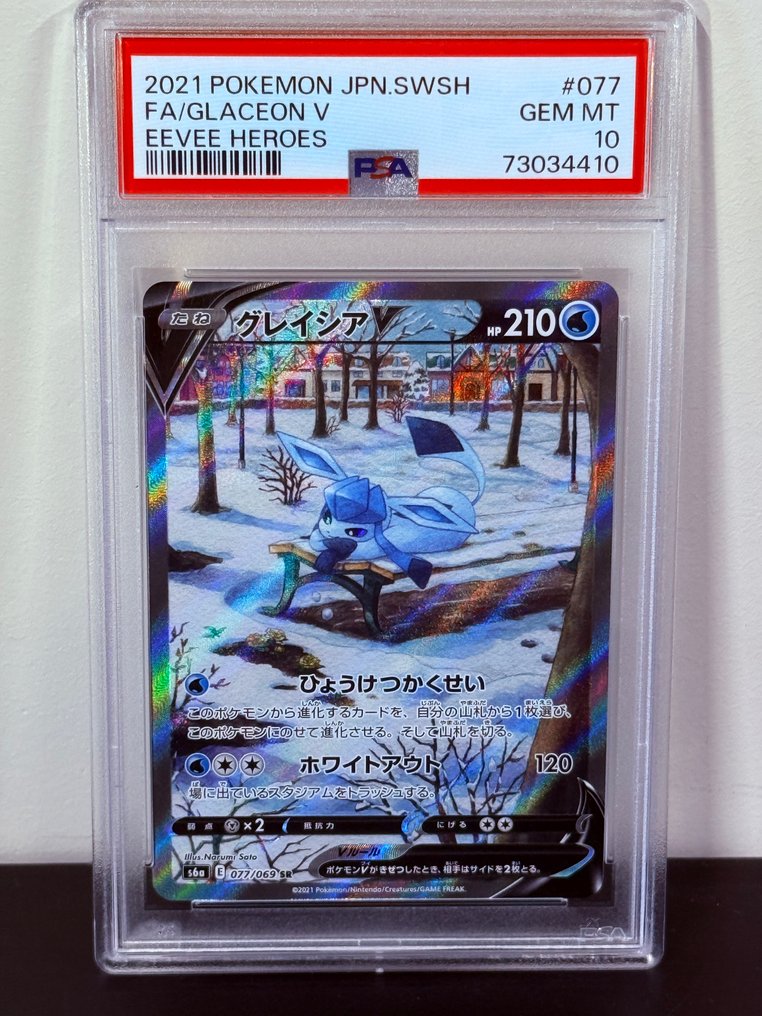 2021 POKEMON JPN.SWSH #077
FA/GLACEON V GEM MT
EEVEE HEROES 10
PSA 73034410
たね グレイシアV HP 210
ひょうけつかくせい
このポケモンから進化するカードを、自分の山札から1枚選び、
このポケモンにのせて進化させる。そして山札を切る。
ホワイトアウト 120
場に出ているスタジアムをトラッシュする。
弱点 ×2 抵抗力 にげる
Illus.Narumi Sato
Vルール
ポケモンVがきぜつしたとき、相手はサイドを2枚とる。
s6a E 077/069 SR
©2021 Pokémon/Nintendo/Creatures/GAME FREAK.
PSA